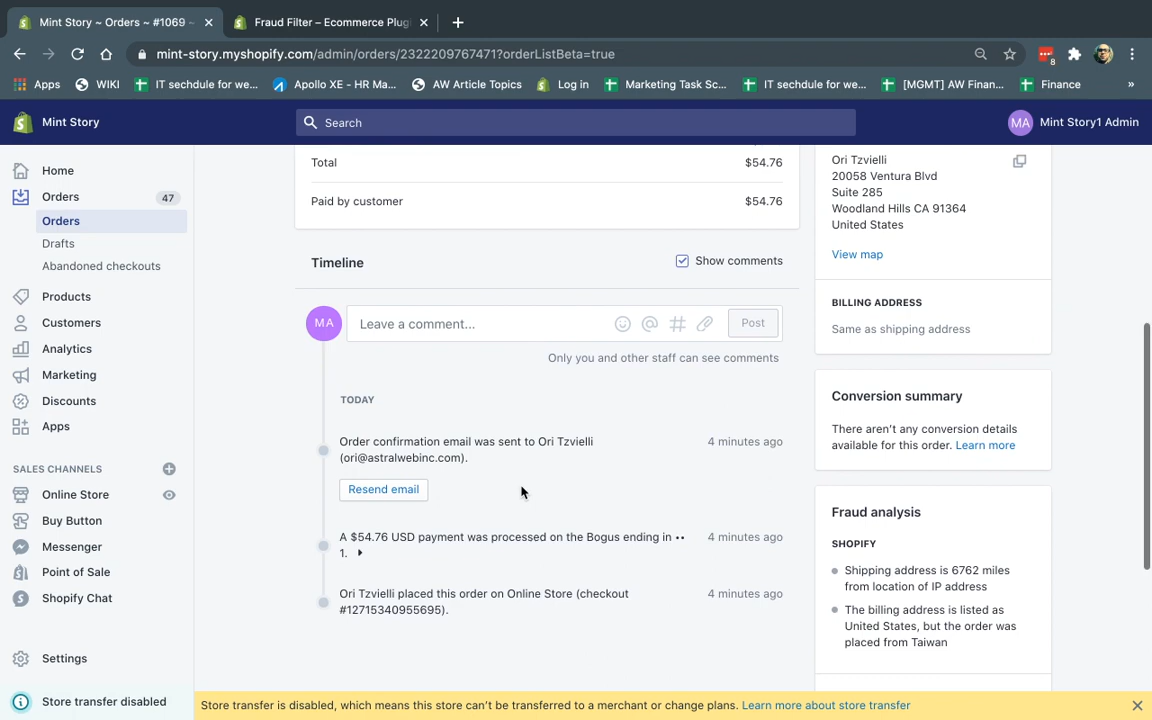 Mint Story ~ Orders ~ #1069 ~
Fraud Filter – Ecommerce Plugi
mint-story.myshopify.com/admin/orders/2322209767471?orderListBeta=true
8
Apps
WIKI
IT sechdule for we...
Apollo XE - HR Ma...
AW Article Topics
Log in
Marketing Task Sc...
IT sechdule for we...
[MGMT] AW Finan...
Finance
»
Mint Story
Search
MA
Mint Story1 Admin
Home
Orders
47
Orders
Drafts
Abandoned checkouts
Products
Customers
Analytics
Marketing
Discounts
Apps
SALES CHANNELS
Online Store
Buy Button
Messenger
Point of Sale
Shopify Chat
Settings
Store transfer disabled
Total
$54.76
Paid by customer
$54.76
Timeline
Show comments
MA
Leave a comment...
Post
Only you and other staff can see comments
TODAY
Order confirmation email was sent to Ori Tzvielli
(ori@astralwebinc.com).
4 minutes ago
Resend email
A $54.76 USD payment was processed on the Bogus ending in ••
1.
4 minutes ago
Ori Tzvielli placed this order on Online Store (checkout
#12715340955695).
4 minutes ago
Ori Tzvielli
20058 Ventura Blvd
Suite 285
Woodland Hills CA 91364
United States
View map
BILLING ADDRESS
Same as shipping address
Conversion summary
There aren't any conversion details
available for this order. Learn more
Fraud analysis
SHOPIFY
Shipping address is 6762 miles
from location of IP address
The billing address is listed as
United States, but the order was
placed from Taiwan
Store transfer is disabled, which means this store can't be transferred to a merchant or change plans. Learn more about store transfer